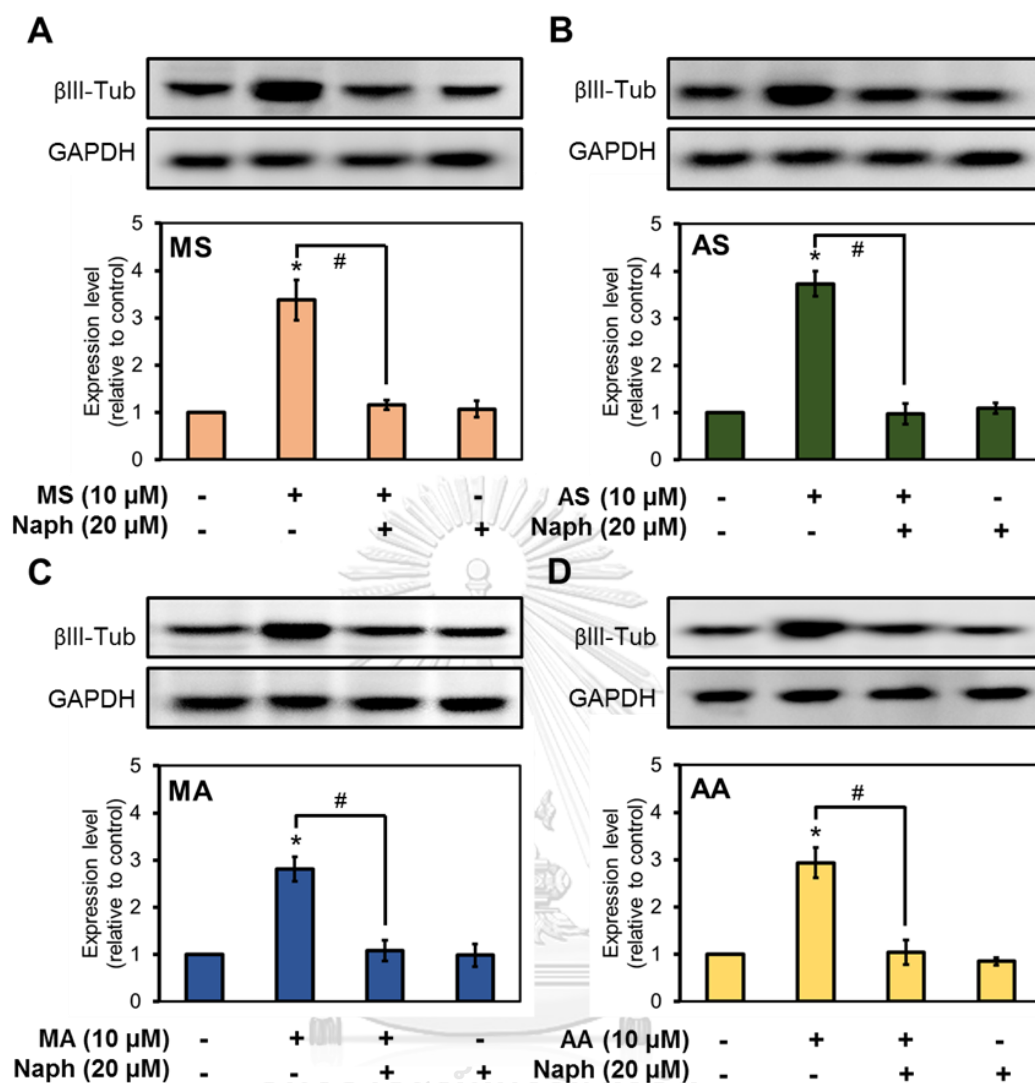 A
βIII-Tub
GAPDH
5
4
3
2
1
0
Expression level
(relative to control)
MS
*
#
MS (10 µM) - + + -
Naph (20 µM) - - + +
B
βIII-Tub
GAPDH
5
4
3
2
1
0
Expression level
(relative to control)
AS
*
#
AS (10 µM) - + + -
Naph (20 µM) - - + +
C
βIII-Tub
GAPDH
5
4
3
2
1
0
Expression level
(relative to control)
MA
*
#
MA (10 µM) - + + -
Naph (20 µM) - - + +
D
βIII-Tub
GAPDH
5
4
3
2
1
0
Expression level
(relative to control)
AA
*
#
AA (10 µM) - + + -
Naph (20 µM) - - + +